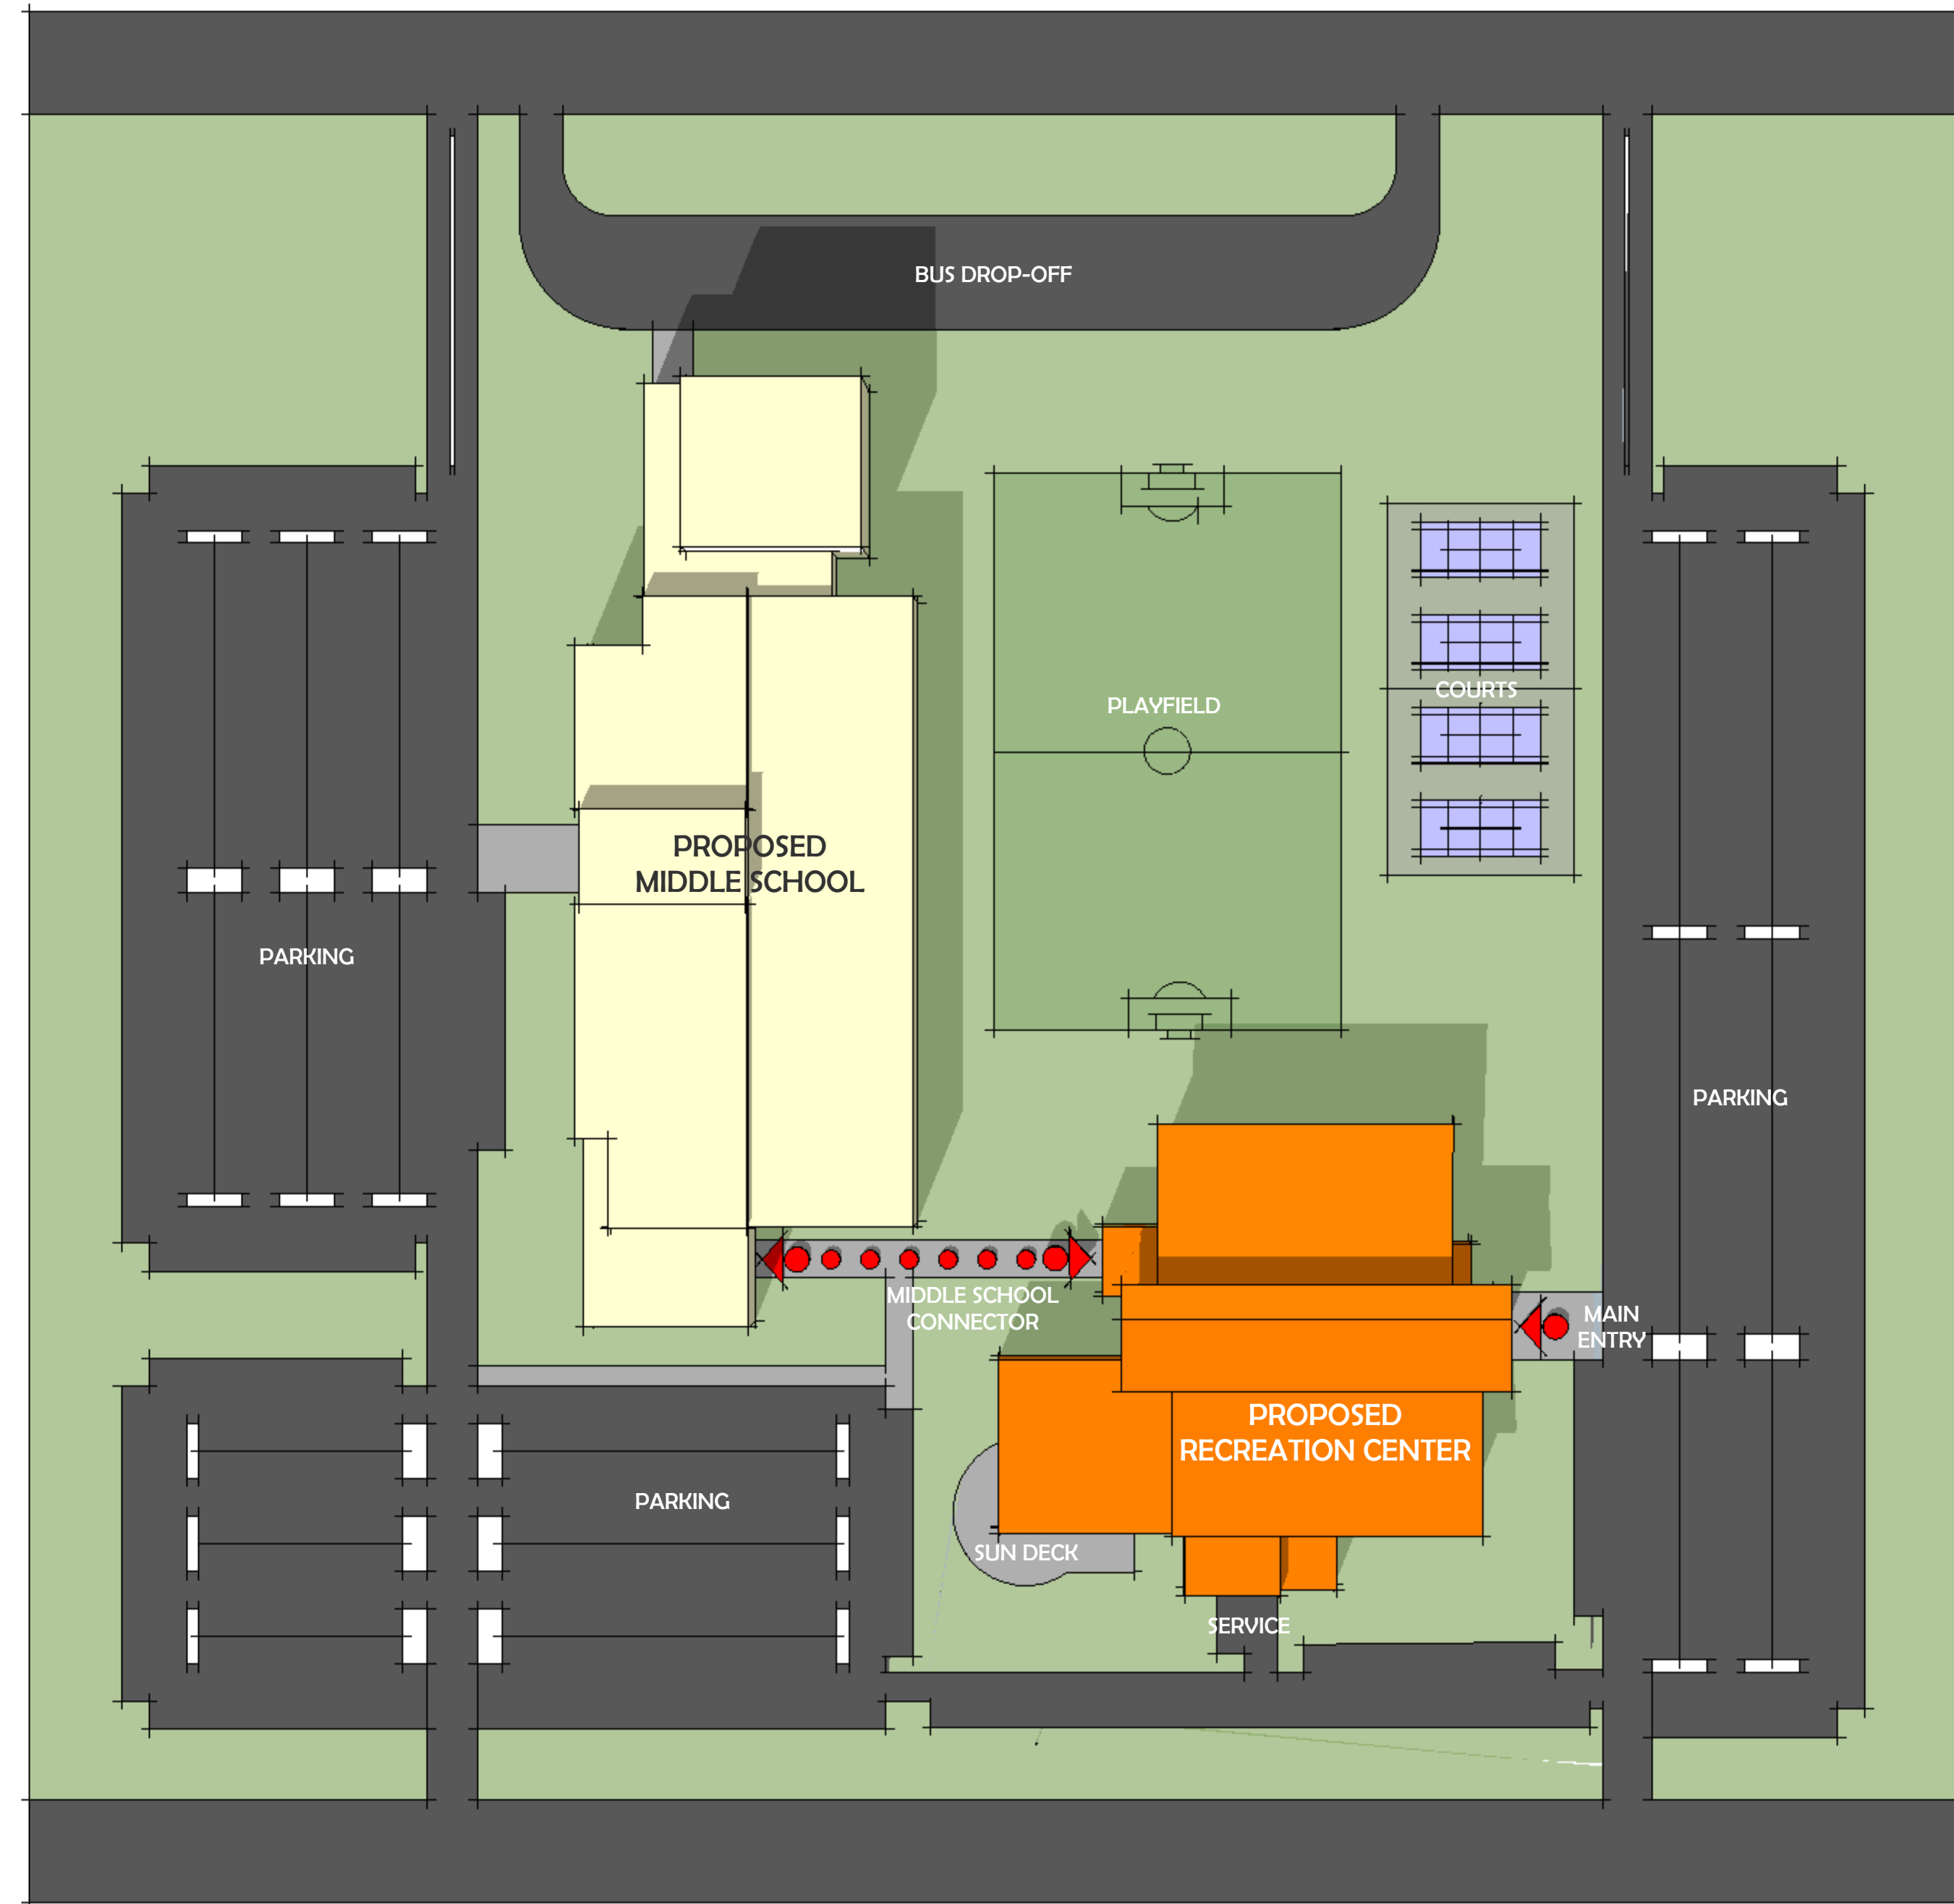 BUS DROP-OFF
COURTS
PLAYFIELD
PROPOSED
MIDDLE SCHOOL
PARKING
PARKING
MIDDLE SCHOOL
CONNECTOR
MAIN
ENTRY
PROPOSED
RECREATION CENTER
PARKING
SUN DECK
SERVICE